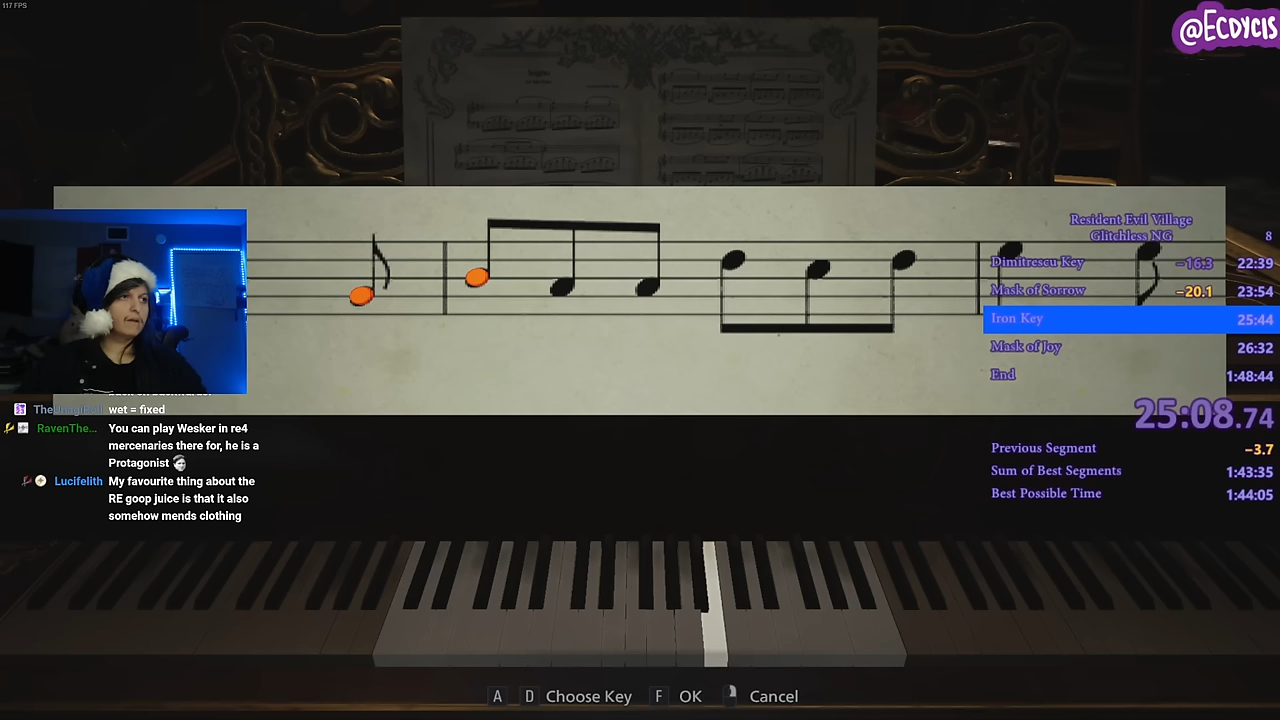 117 FPS
@ECDYCIS
Resident Evil Village
Glitchless NG
8
Dimitrescu Key -16.3 22:39
Mask of Sorrow -20.1 23:54
Iron Key 25:44
Mask of Joy 26:32
End 1:48:44
25:08.74
Previous Segment -3.7
Sum of Best Segments 1:43:35
Best Possible Time 1:44:05
wet = fixed
RavenThe... You can play Wesker in re4
mercenaries there for, he is a
Protagonist
Lucifelith My favourite thing about the
RE goop juice is that it also
somehow mends clothing
A D Choose Key F OK Cancel